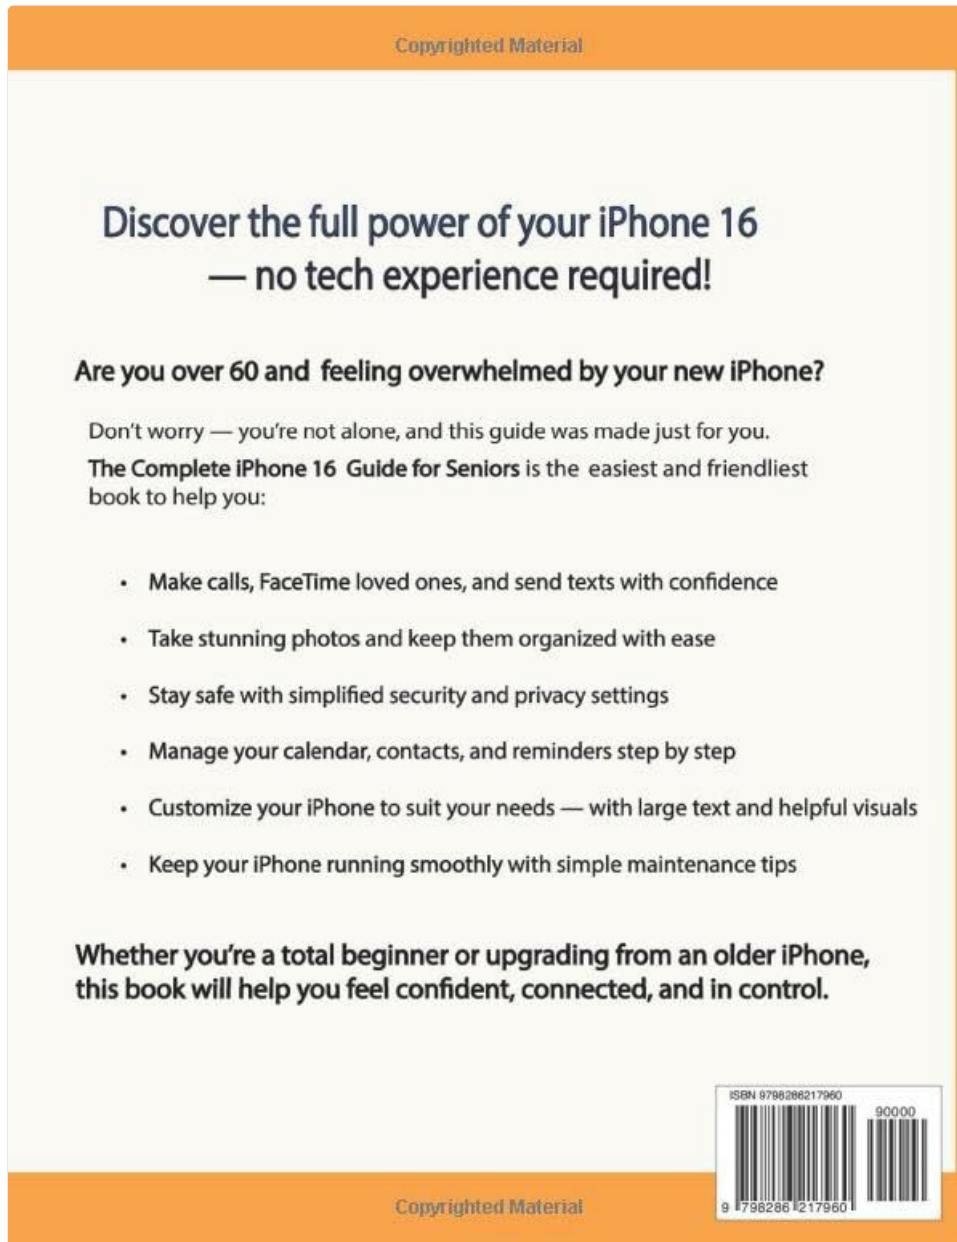 Copyrighted Material
Discover the full power of your iPhone 16
— no tech experience required!
Are you over 60 and feeling overwhelmed by your new iPhone?
Don't worry — you're not alone, and this guide was made just for you.
The Complete iPhone 16 Guide for Seniors is the easiest and friendliest
book to help you:
• Make calls, FaceTime loved ones, and send texts with confidence
• Take stunning photos and keep them organized with ease
• Stay safe with simplified security and privacy settings
• Manage your calendar, contacts, and reminders step by step
• Customize your iPhone to suit your needs — with large text and helpful visuals
• Keep your iPhone running smoothly with simple maintenance tips
Whether you're a total beginner or upgrading from an older iPhone,
this book will help you feel confident, connected, and in control.
ISBN 9798286217960
90000
9 798286 217960
Copyrighted Material